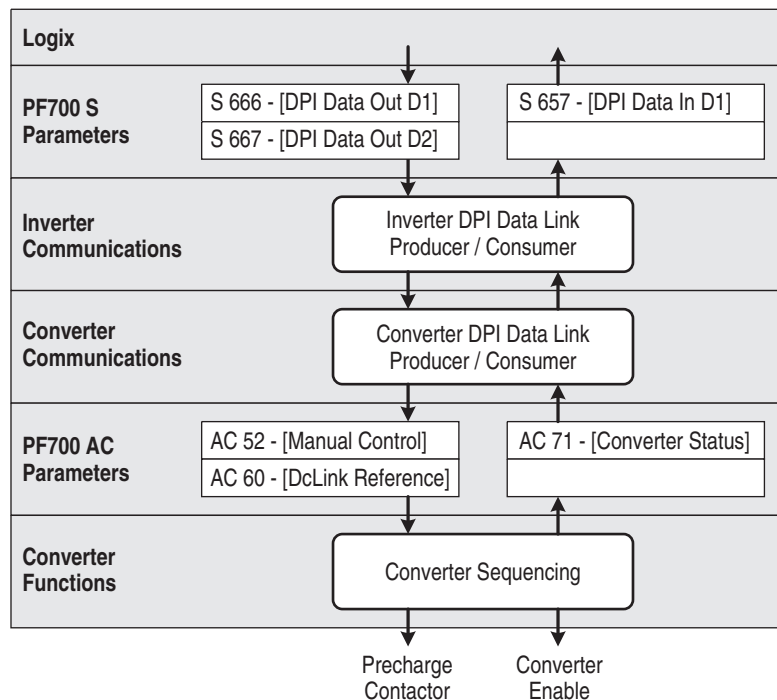 Logix
PF700 S
Parameters
S 666 - [DPI Data Out D1]
S 667 - [DPI Data Out D2]
S 657 - [DPI Data In D1]
Inverter
Communications
Inverter DPI Data Link
Producer / Consumer
Converter
Communications
Converter DPI Data Link
Producer / Consumer
PF700 AC
Parameters
AC 52 - [Manual Control]
AC 60 - [DcLink Reference]
AC 71 - [Converter Status]
Converter
Functions
Converter Sequencing
Precharge
Contactor
Converter
Enable